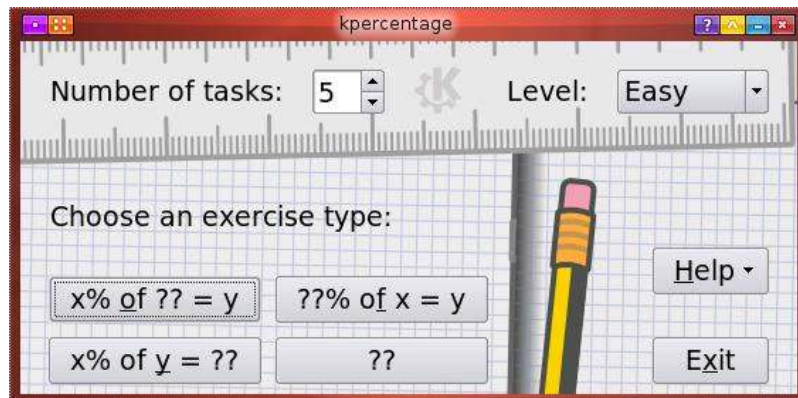 kpercentage
Number of tasks: 5 Level: Easy
Choose an exercise type:
x% of ?? = y ??% of x = y Help
x% of y = ?? ?? Exit